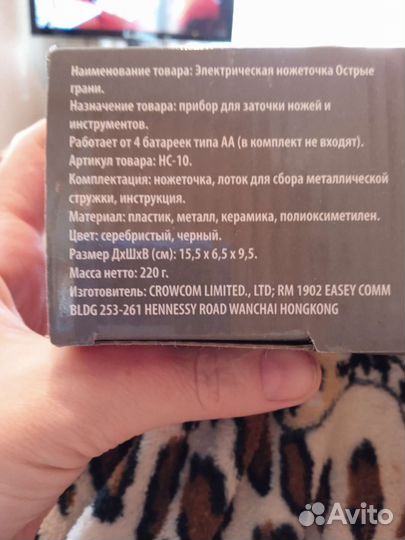 Наименование товара: Электрическая ножеточка Острые
грани.
Назначение товара: прибор для заточки ножей и
инструментов.
Работает от 4 батареек типа АА (в комплект не входят).
Артикул товара: НС-10.
Комплектация: ножеточка, лоток для сбора металлической
стружки, инструкция.
Материал: пластик, металл, керамика, полиоксиметилен.
Цвет: серебристый, черный.
Размер ДхШхВ (см): 15,5 х 6,5 х 9,5.
Масса нетто: 220 г.
Изготовитель: CROWCOM LIMITED., LTD; RM 1902 EASEY COMM
BLDG 253-261 HENNESSY ROAD WANCHAI HONGKONG
Avito